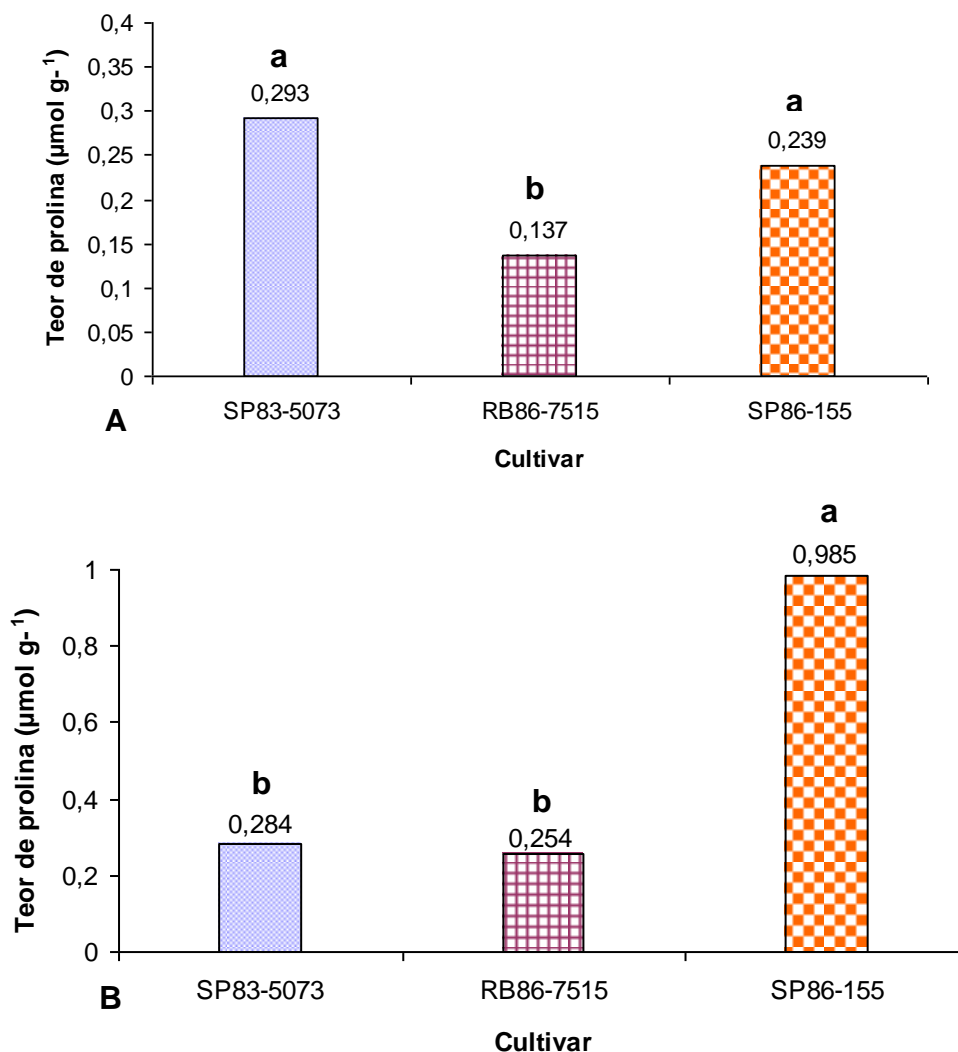 0,4
0,35
0,3
0,25
0,2
0,15
0,1
0,05
0
Teor de prolina (µmol g-¹)
a
0,293
b
0,137
a
0,239
SP83-5073 RB86-7515 SP86-155
A
Cultivar
1
0,8
0,6
0,4
0,2
0
Teor de prolina (µmol g-¹)
b
0,284
b
0,254
a
0,985
SP83-5073 RB86-7515 SP86-155
B
Cultivar